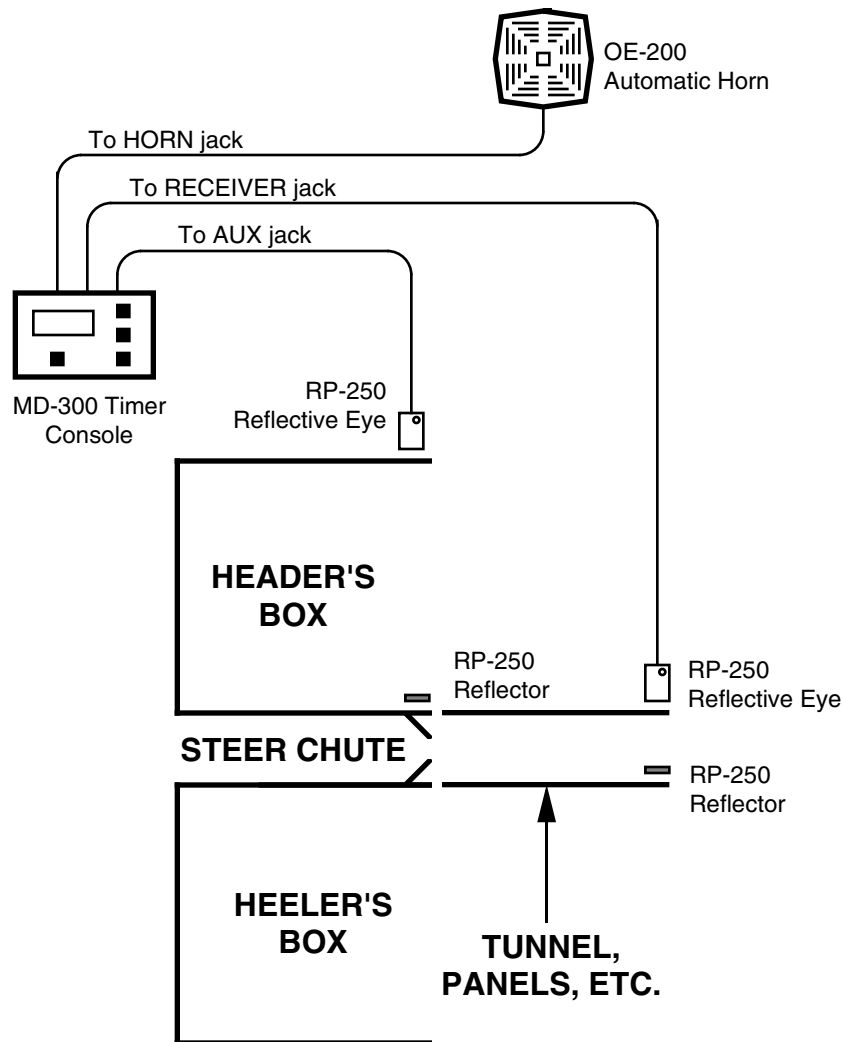 OE-200
Automatic Horn
To HORN jack
To RECEIVER jack
To AUX jack
MD-300 Timer
Console
RP-250
Reflective Eye
HEADER'S
BOX
RP-250
Reflector
RP-250
Reflective Eye
STEER CHUTE
RP-250
Reflector
HEELER'S
BOX
TUNNEL,
PANELS, ETC.